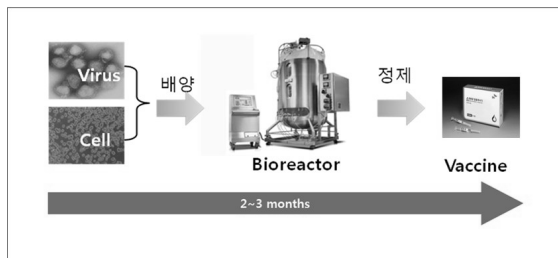 Virus
Cell
배양
Bioreactor
정제
Vaccine
2~3 months